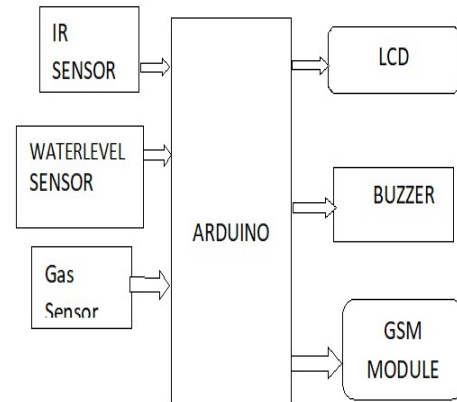 IR
SENSOR
WATERLEVEL
SENSOR
Gas
Sensor
ARDUINO
LCD
BUZZER
GSM
MODULE